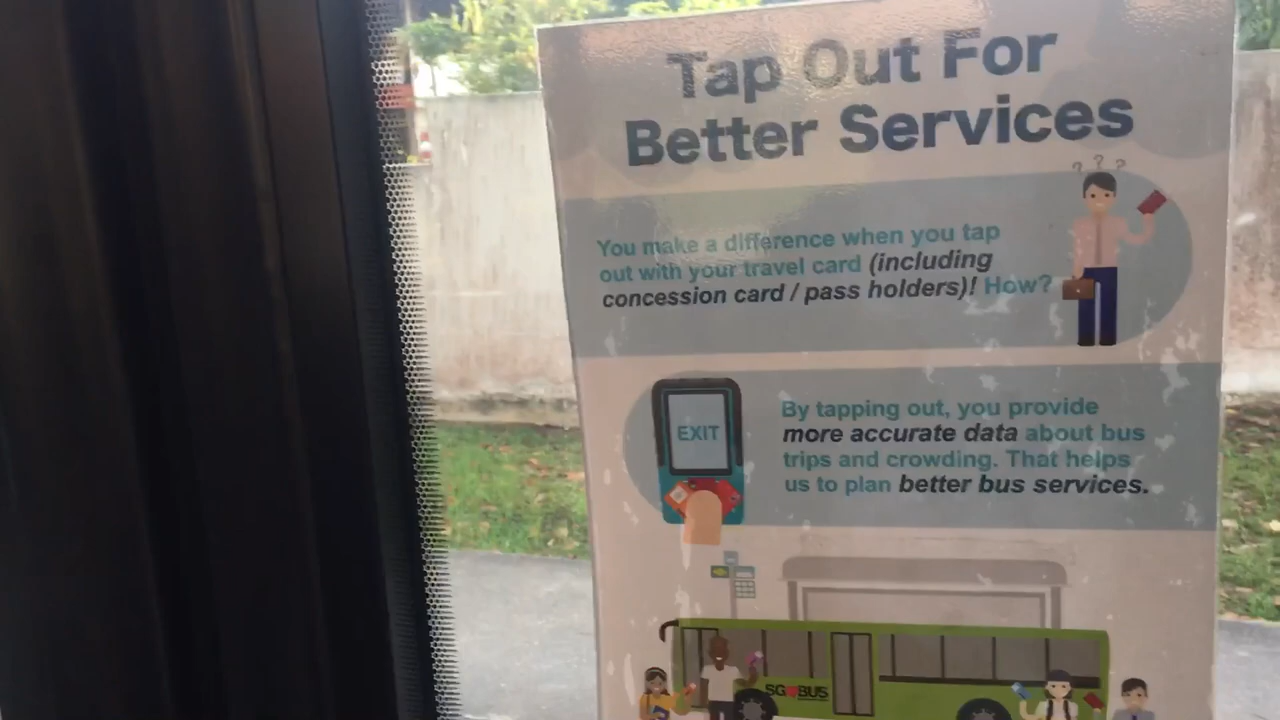 Tap Out For
Better Services
? ? ?
You make a difference when you tap
out with your travel card (including
concession card / pass holders)! How?
EXIT
By tapping out, you provide
more accurate data about bus
trips and crowding. That helps
us to plan better bus services.
SG♥BUS